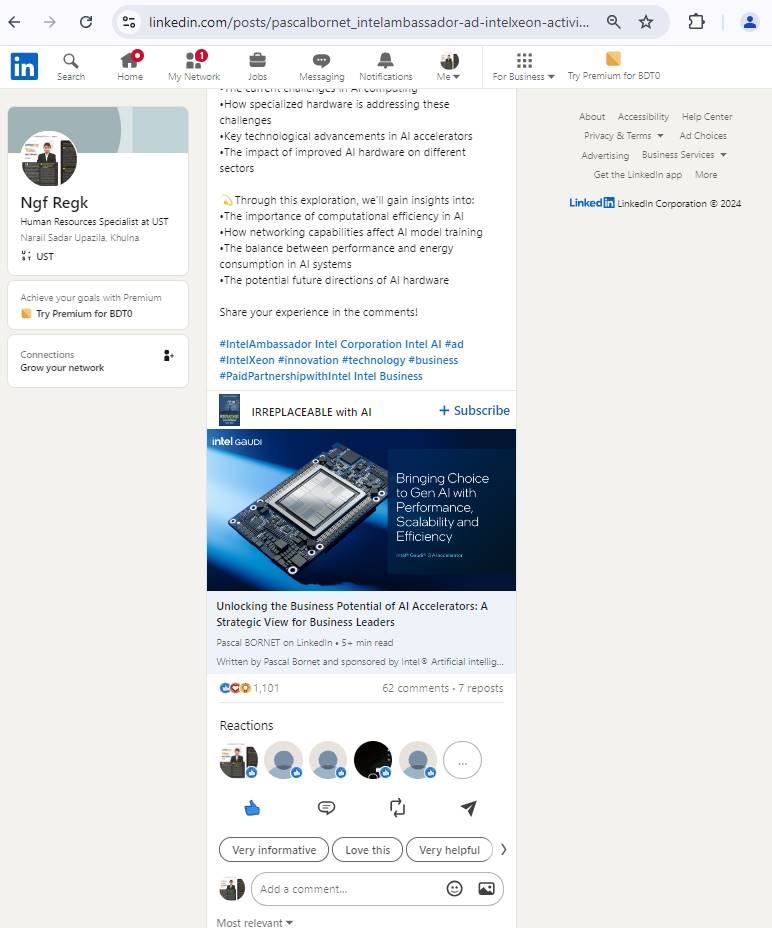 linkedin.com/posts/pascalbornet_intelambassador-ad-intelxeon-activi...
in
Search
Home
1
My Network
Jobs
Messaging
Notifications
Me
For Business
Try Premium for BDT0
•The current challenges in AI computing
•How specialized hardware is addressing these
challenges
•Key technological advancements in AI accelerators
•The impact of improved AI hardware on different
sectors
💫Through this exploration, we'll gain insights into:
•The importance of computational efficiency in AI
•How networking capabilities affect AI model training
•The balance between performance and energy
consumption in AI systems
•The potential future directions of AI hardware
Share your experience in the comments!
#IntelAmbassador Intel Corporation Intel AI #ad
#IntelXeon #innovation #technology #business
#PaidPartnershipwithIntel Intel Business
IRREPLACEABLE with AI
+ Subscribe
intel GAUDI
Bringing Choice
to Gen AI with
Performance,
Scalability and
Efficiency
Intel® Gaudi® 3 AI accelerator
Unlocking the Business Potential of AI Accelerators: A
Strategic View for Business Leaders
Pascal BORNET on LinkedIn • 5+ min read
Written by Pascal Bornet and sponsored by Intel® Artificial intellig...
1,101
62 comments • 7 reposts
Reactions
...
Very informative
Love this
Very helpful
Add a comment...
Most relevant
Ngf Regk
Human Resources Specialist at UST
Narail Sadar Upazila, Khulna
UST
Achieve your goals with Premium
Try Premium for BDT0
Connections
Grow your network
About Accessibility Help Center
Privacy & Terms Ad Choices
Advertising Business Services
Get the LinkedIn app More
LinkedIn LinkedIn Corporation © 2024